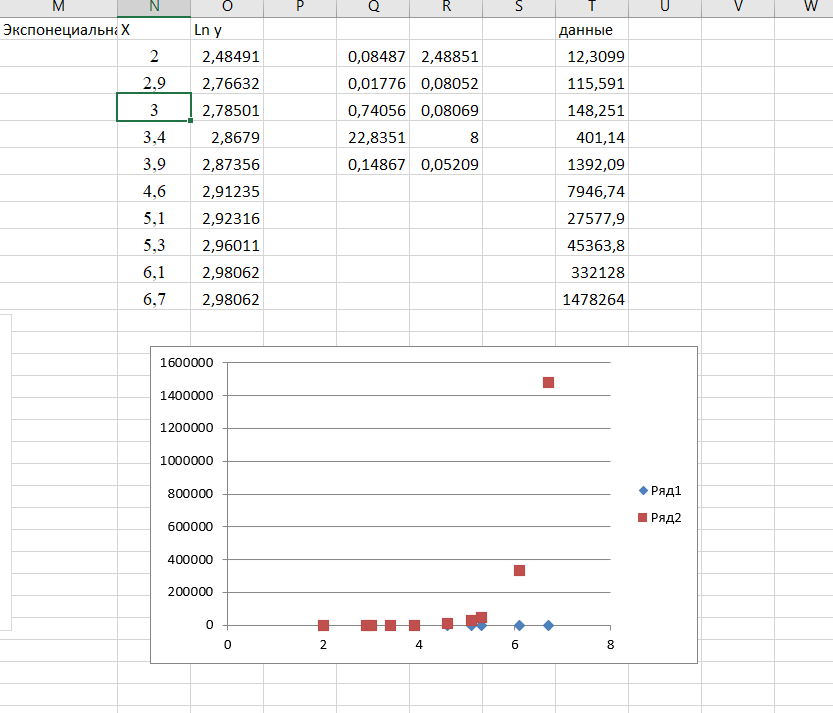 M N O P Q R S T U V W
Экспонециальна X Ln y данные
2 2,48491 0,08487 2,48851 12,3099
2,9 2,76632 0,01776 0,08052 115,591
3 2,78501 0,74056 0,08069 148,251
3,4 2,8679 22,8351 8 401,14
3,9 2,87356 0,14867 0,05209 1392,09
4,6 2,91235 7946,74
5,1 2,92316 27577,9
5,3 2,96011 45363,8
6,1 2,98062 332128
6,7 2,98062 1478264
1600000
1400000
1200000
1000000
800000
600000
400000
200000
0
0 2 4 6 8
Ряд1
Ряд2